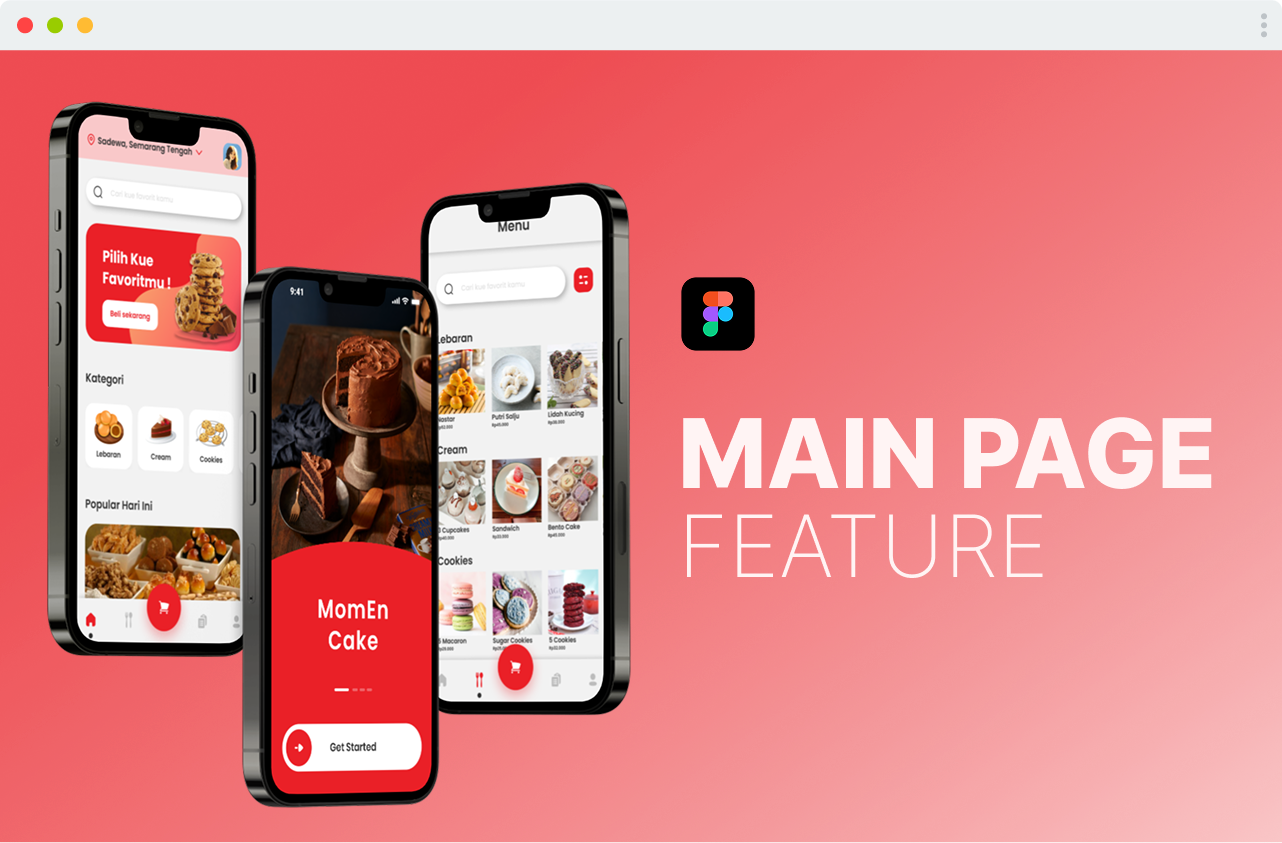 Sadewa, Semarang Tengah
Cari kue favorit kamu
Pilih Kue
Favoritmu !
Beli sekarang
Kategori
Lebaran
Cream
Cookies
Popular Hari Ini
9:41
MomEn
Cake
Get Started
Menu
Cari kue favorit kamu
Lebaran
Nastar
Putri Salju
Lidah Kucing
Cream
Cupcakes
Sandwich
Bento Cake
Cookies
Macaron
Sugar Cookies
5 Cookies
MAIN PAGE
FEATURE